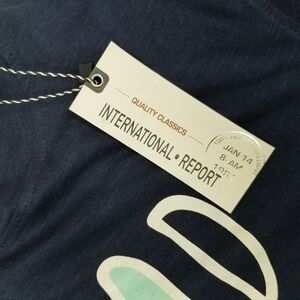 QUALITY CLASSICS
INTERNATIONAL • REPORT
JAN 14
8-AM